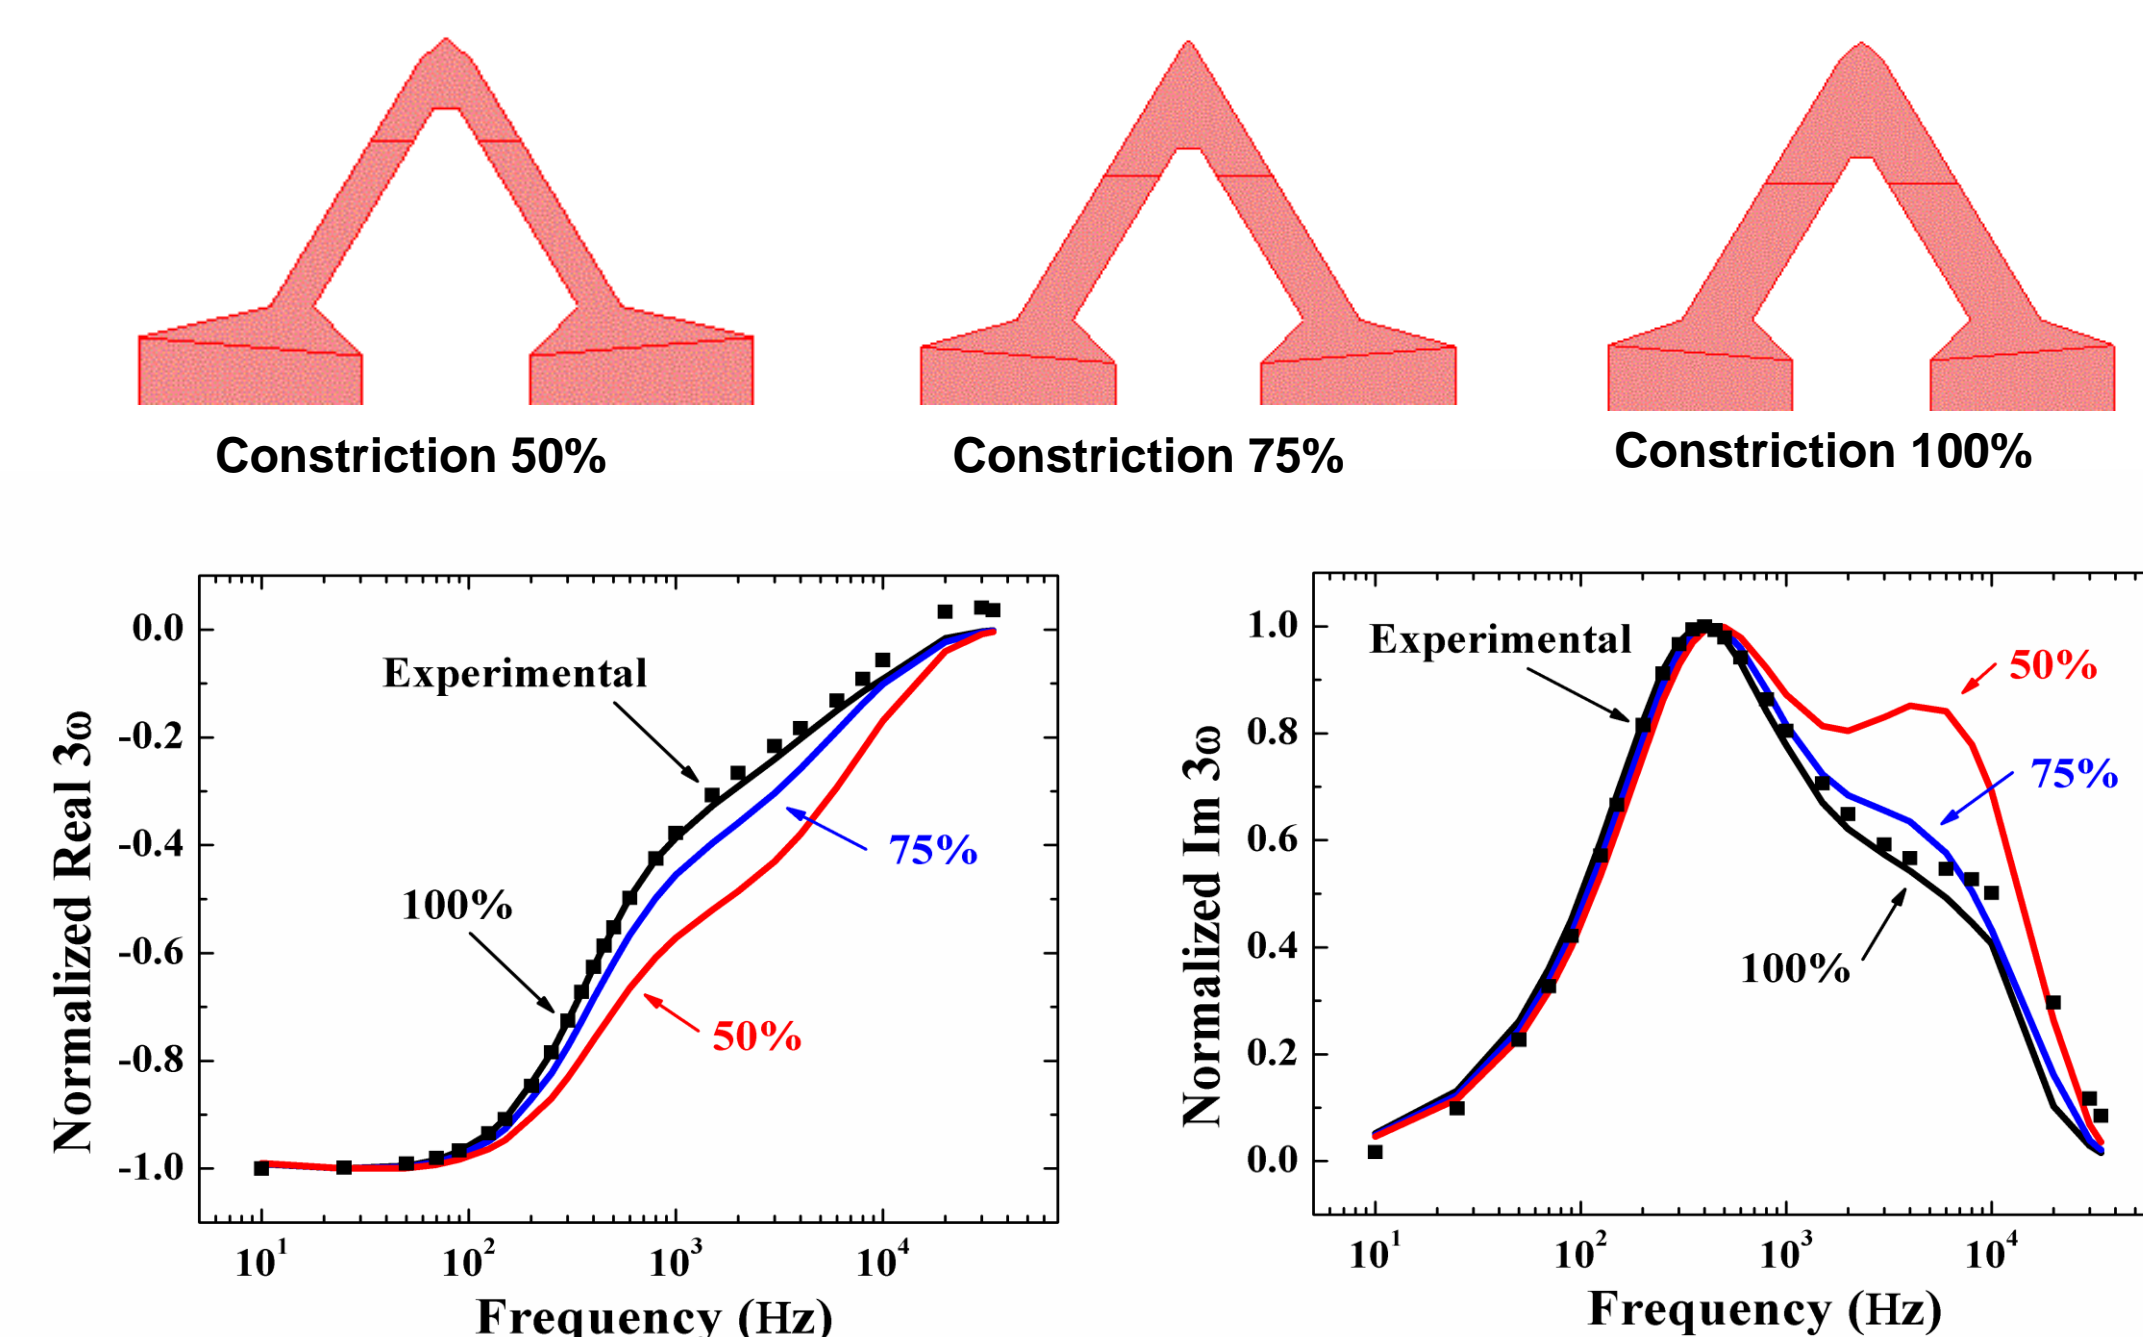 Constriction 50%
Constriction 75%
Constriction 100%
Normalized Real 3ω
0.0
-0.2
-0.4
-0.6
-0.8
-1.0
Experimental
100%
75%
50%
10¹ 10² 10³ 10⁴
Frequency (Hz)
Normalized Im 3ω
1.0
0.8
0.6
0.4
0.2
0.0
Experimental
50%
75%
100%
10¹ 10² 10³ 10⁴
Frequency (Hz)